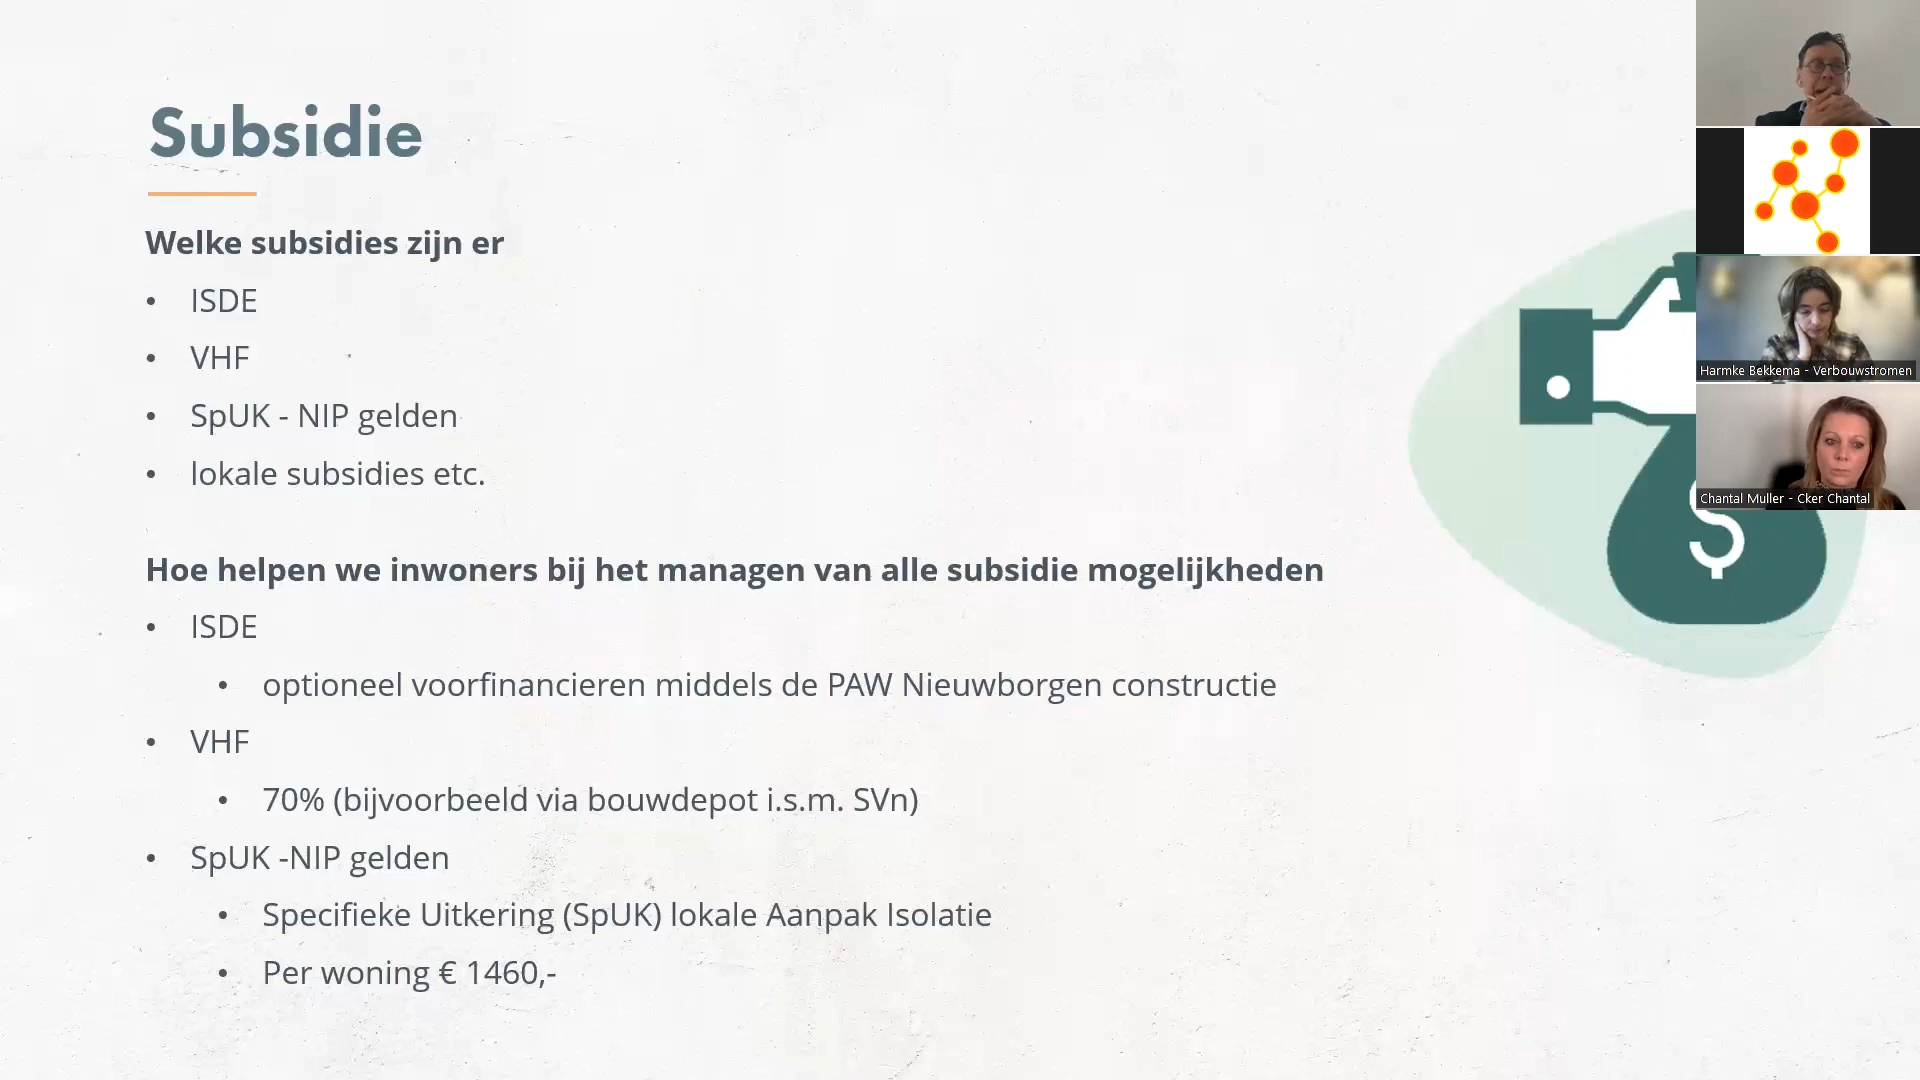 Subsidie
Welke subsidies zijn er
• ISDE
• VHF
• SpUK - NIP gelden
• lokale subsidies etc.
Hoe helpen we inwoners bij het managen van alle subsidie mogelijkheden
• ISDE
• optioneel voorfinancieren middels de PAW Nieuwborgen constructie
• VHF
• 70% (bijvoorbeeld via bouwdepot i.s.m. SVn)
• SpUK -NIP gelden
• Specifieke Uitkering (SpUK) lokale Aanpak Isolatie
• Per woning € 1460,-
$
Harmke Bekkema - Verbouwstromen
Chantal Muller - Cker Chantal